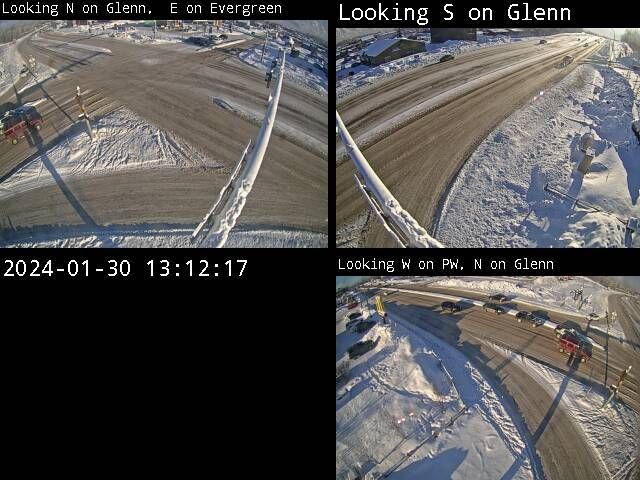 Looking N on Glenn,  E on Evergreen
Looking S on Glenn
2024-01-30 13:12:17
Looking W on PW, N on Glenn